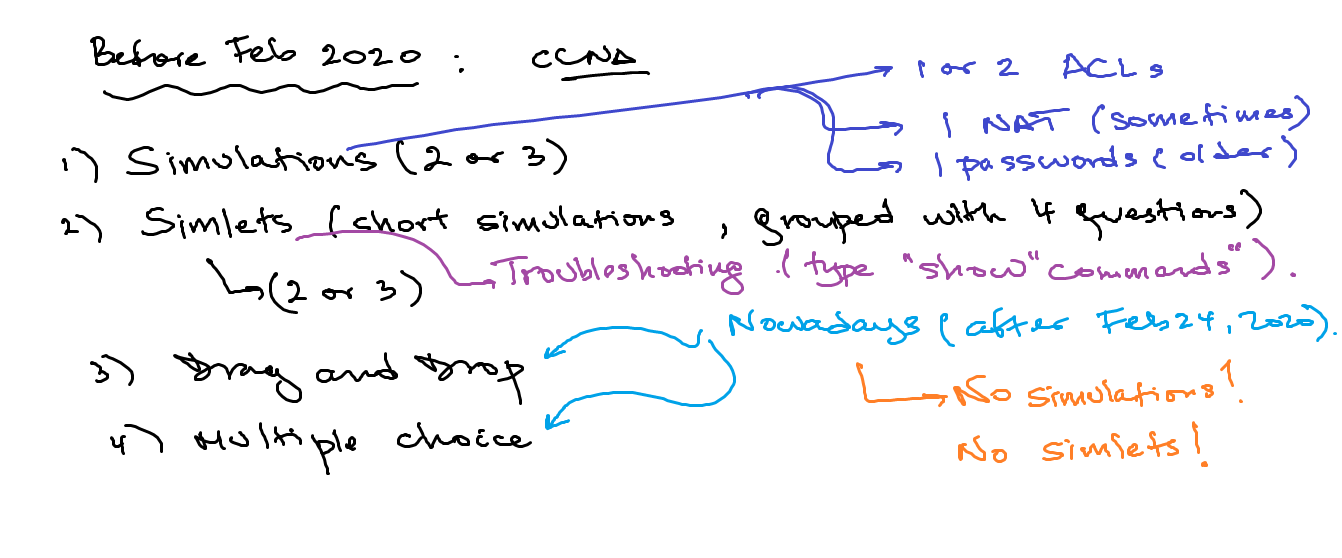 Before Feb 2020 : CCNA
1 or 2 ACLs
1 NAT (sometimes)
1 passwords (older)
1) Simulations (2 or 3)
2) Simlets (short simulations, grouped with 4 questions)
(2 or 3)
Troubleshooting (type "show" commands").
Nowadays (after Feb 24, 2020).
3) Drag and Drop
No simulations!
4) Multiple choice
No simlets!